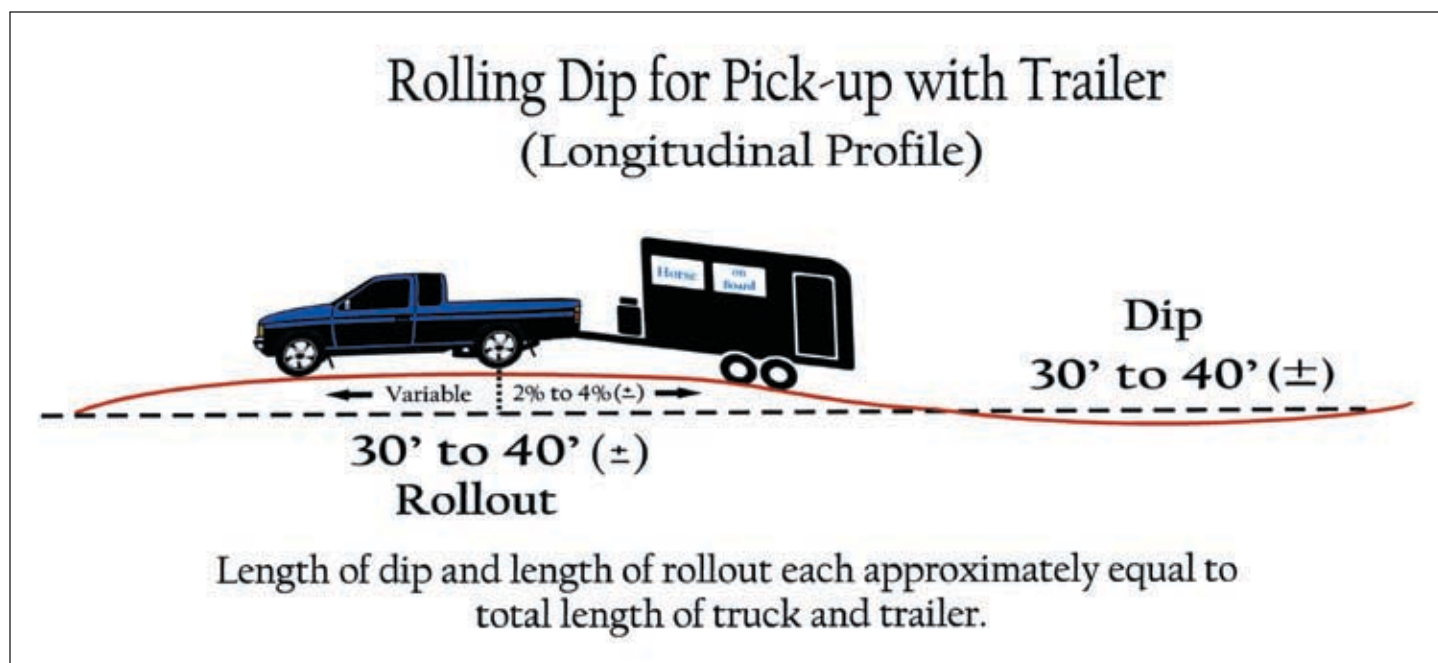 Rolling Dip for Pick-up with Trailer
(Longitudinal Profile)
Horse
on
Board
Dip
30’ to 40’ (±)
Variable
2% to 4% (±)
30’ to 40’ (±)
Rollout
Length of dip and length of rollout each approximately equal to
total length of truck and trailer.